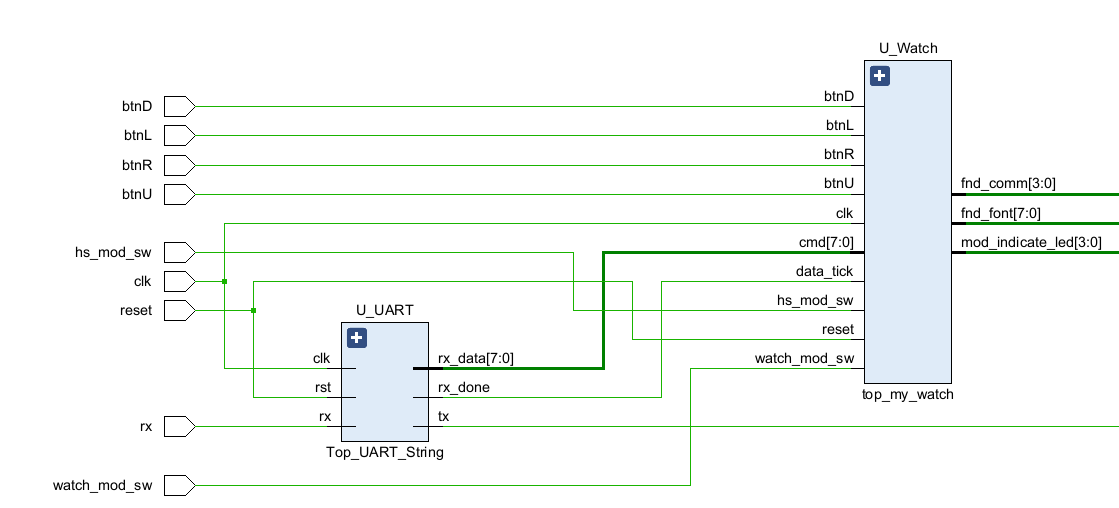 U_Watch
btnD
btnD
btnL
btnL
btnR
btnR
btnU
btnU
fnd_comm[3:0]
clk
fnd_font[7:0]
hs_mod_sw
cmd[7:0]
mod_indicate_led[3:0]
clk
data_tick
reset
U_UART
hs_mod_sw
reset
clk
rx_data[7:0]
watch_mod_sw
rst
rx_done
top_my_watch
rx
rx
tx
Top_UART_String
watch_mod_sw